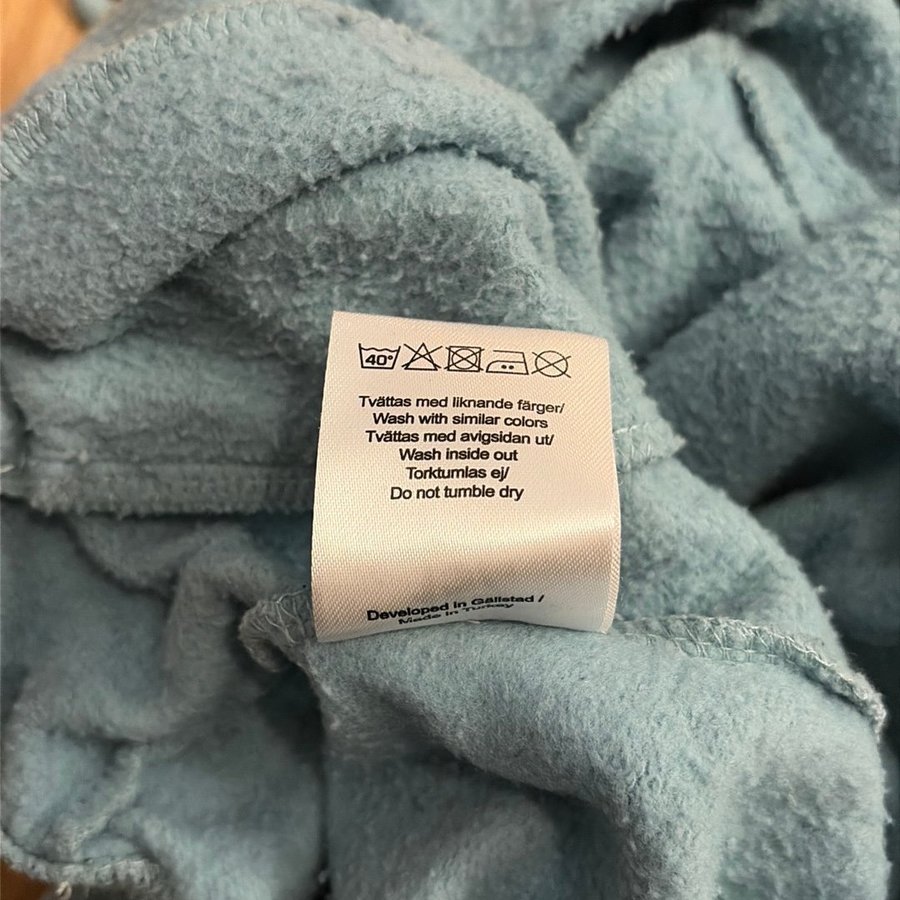 40°
Tvättas med liknande färger/
Wash with similar colors
Tvättas med avigsidan ut/
Wash inside out
Torktumlas ej/
Do not tumble dry
Developed in Gällstad /
Made in Turkey